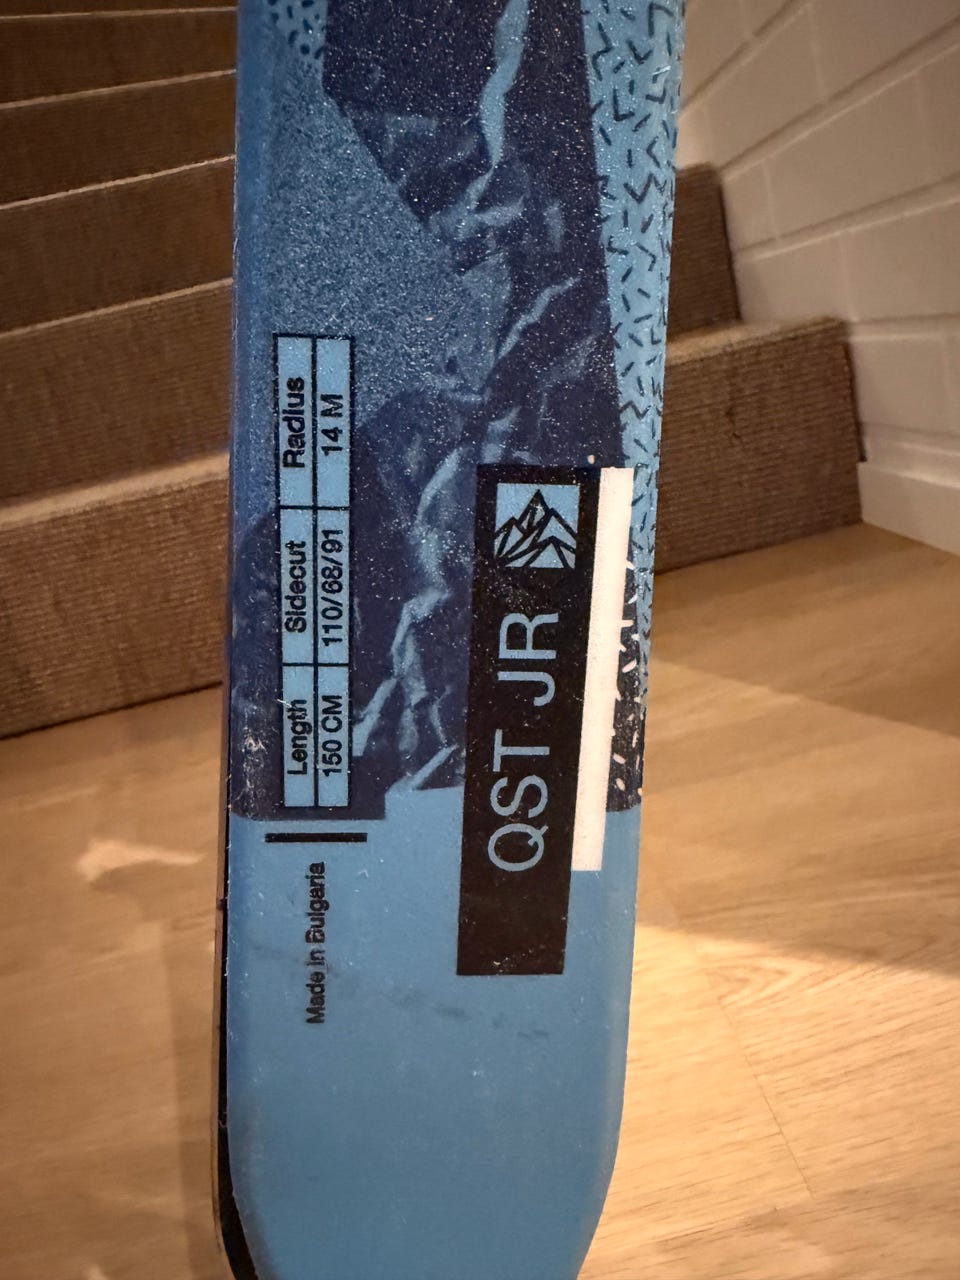 Length Sidecut Radius
150 CM 110/68/91 14 M
Made in Bulgaria
QST JR